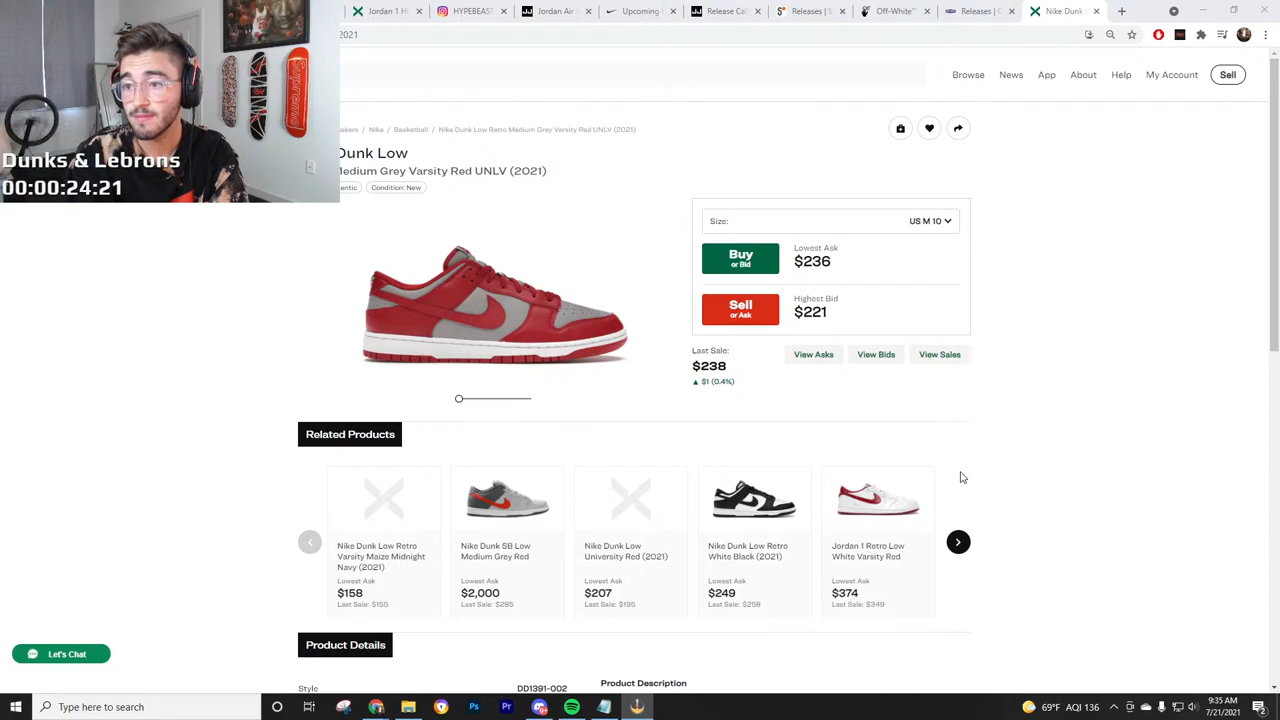 Jordan 1 H
HYPEBEAST
Jordan Air
Upcoming
Release Cal
Releases | S
Off-White™
Releases | C
Nike Dunk
2021
Browse News App About Help My Account Sell
Supreme
akers / Nike / Basketball / Nike Dunk Low Retro Medium Grey Varsity Red UNLV (2021)
Dunk Low
Medium Grey Varsity Red UNLV (2021)
entic Condition: New
Dunks & Lebrons
00:00:24:21
Size: US M 10
Buy
or Bid
Lowest Ask
$236
Sell
or Ask
Highest Bid
$221
Last Sale:
$238
▲ $1 (0.4%)
View Asks View Bids View Sales
Related Products
Nike Dunk Low Retro
Varsity Maize Midnight
Navy (2021)
Lowest Ask
$158
Last Sale: $155
Nike Dunk SB Low
Medium Grey Red
Lowest Ask
$2,000
Last Sale: $285
Nike Dunk Low
University Red (2021)
Lowest Ask
$207
Last Sale: $195
Nike Dunk Low Retro
White Black (2021)
Lowest Ask
$249
Last Sale: $258
Jordan 1 Retro Low
White Varsity Red
Lowest Ask
$374
Last Sale: $349
Product Details
Style DD1391-002
Product Description
Let's Chat
Type here to search
69°F AQI 136
9:35 AM
7/21/2021